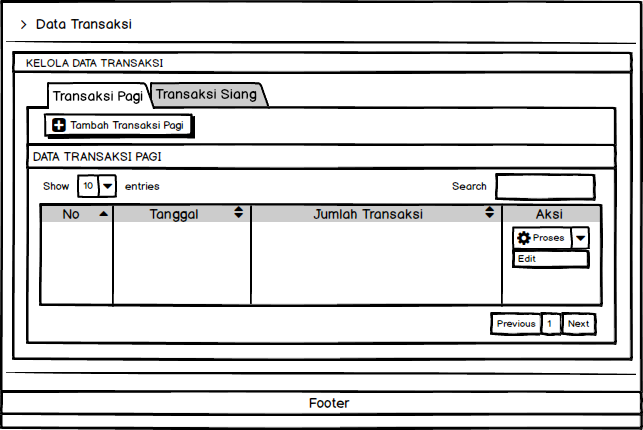 > Data Transaksi
KELOLA DATA TRANSAKSI
Transaksi Pagi Transaksi Siang
Tambah Transaksi Pagi
DATA TRANSAKSI PAGI
Show 10 entries Search
No Tanggal Jumlah Transaksi Aksi
Proses
Edit
Previous 1 Next
Footer